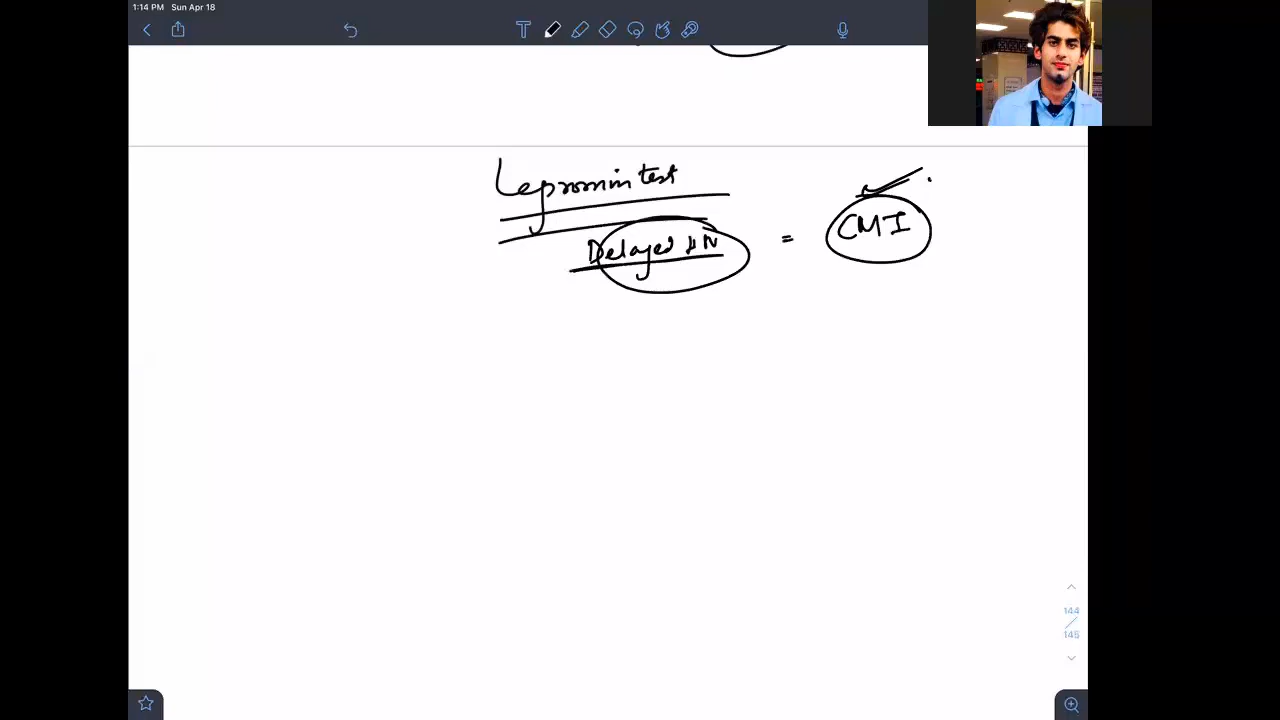 1:14 PM Sun Apr 18
T
Lepromin test
Delayed HN = CMI
144
145